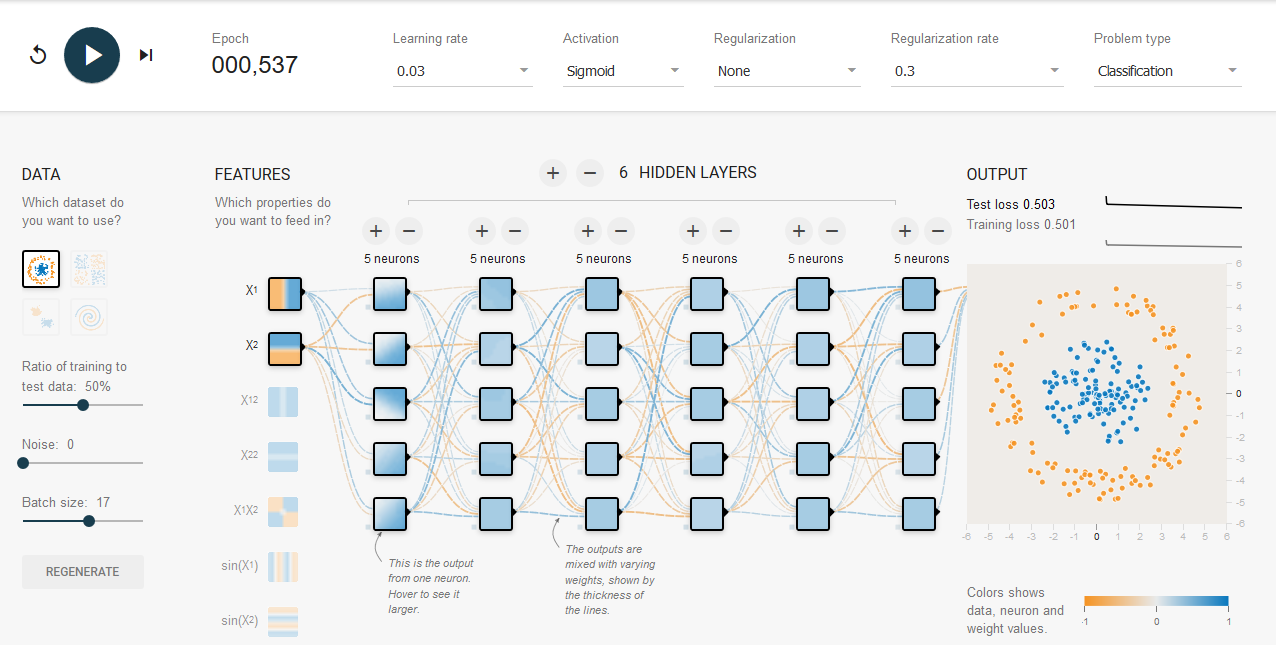 Epoch
000,537
Learning rate
0.03
Activation
Sigmoid
Regularization
None
Regularization rate
0.3
Problem type
Classification
DATA
Which dataset do
you want to use?
Ratio of training to
test data: 50%
Noise: 0
Batch size: 17
REGENERATE
FEATURES
Which properties do
you want to feed in?
X1
X2
X12
X22
X1X2
sin(X1)
sin(X2)
+ − 6 HIDDEN LAYERS
+ − + − + − + − + − + −
5 neurons 5 neurons 5 neurons 5 neurons 5 neurons 5 neurons
This is the output
from one neuron.
Hover to see it
larger.
The outputs are
mixed with varying
weights, shown by
the thickness of
the lines.
OUTPUT
Test loss 0.503
Training loss 0.501
6
5
4
3
2
1
0
-1
-2
-3
-4
-5
-6
-6 -5 -4 -3 -2 -1 0 1 2 3 4 5 6
Colors shows
data, neuron and
weight values.
-1 0 1